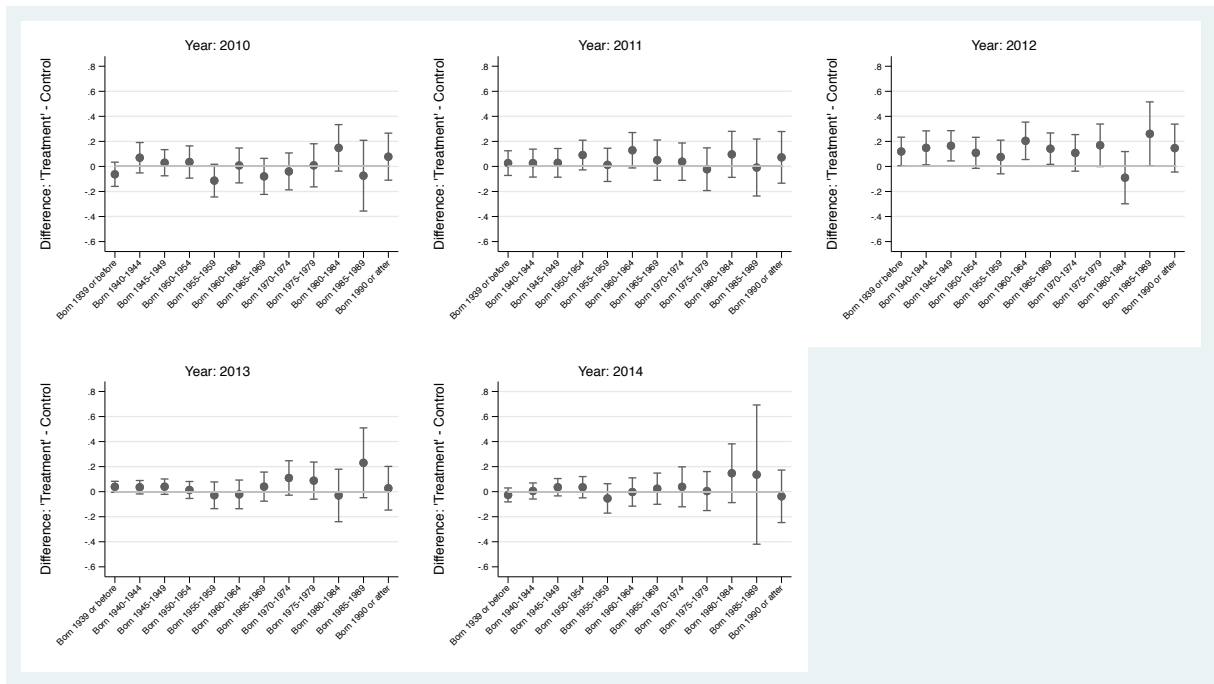 Year: 2010
Difference: 'Treatment' - Control
.8
.6
.4
.2
0
-.2
-.4
-.6
Born 1939 or before
Born 1940-1944
Born 1945-1949
Born 1950-1954
Born 1955-1959
Born 1960-1964
Born 1965-1969
Born 1970-1974
Born 1975-1979
Born 1980-1984
Born 1985-1989
Born 1990 or after
Year: 2011
Difference: 'Treatment' - Control
.8
.6
.4
.2
0
-.2
-.4
-.6
Born 1939 or before
Born 1940-1944
Born 1945-1949
Born 1950-1954
Born 1955-1959
Born 1960-1964
Born 1965-1969
Born 1970-1974
Born 1975-1979
Born 1980-1984
Born 1985-1989
Born 1990 or after
Year: 2012
Difference: 'Treatment' - Control
.8
.6
.4
.2
0
-.2
-.4
-.6
Born 1939 or before
Born 1940-1944
Born 1945-1949
Born 1950-1954
Born 1955-1959
Born 1960-1964
Born 1965-1969
Born 1970-1974
Born 1975-1979
Born 1980-1984
Born 1985-1989
Born 1990 or after
Year: 2013
Difference: 'Treatment' - Control
.8
.6
.4
.2
0
-.2
-.4
-.6
Born 1939 or before
Born 1940-1944
Born 1945-1949
Born 1950-1954
Born 1955-1959
Born 1960-1964
Born 1965-1969
Born 1970-1974
Born 1975-1979
Born 1980-1984
Born 1985-1989
Born 1990 or after
Year: 2014
Difference: 'Treatment' - Control
.8
.6
.4
.2
0
-.2
-.4
-.6
Born 1939 or before
Born 1940-1944
Born 1945-1949
Born 1950-1954
Born 1955-1959
Born 1960-1964
Born 1965-1969
Born 1970-1974
Born 1975-1979
Born 1980-1984
Born 1985-1989
Born 1990 or after